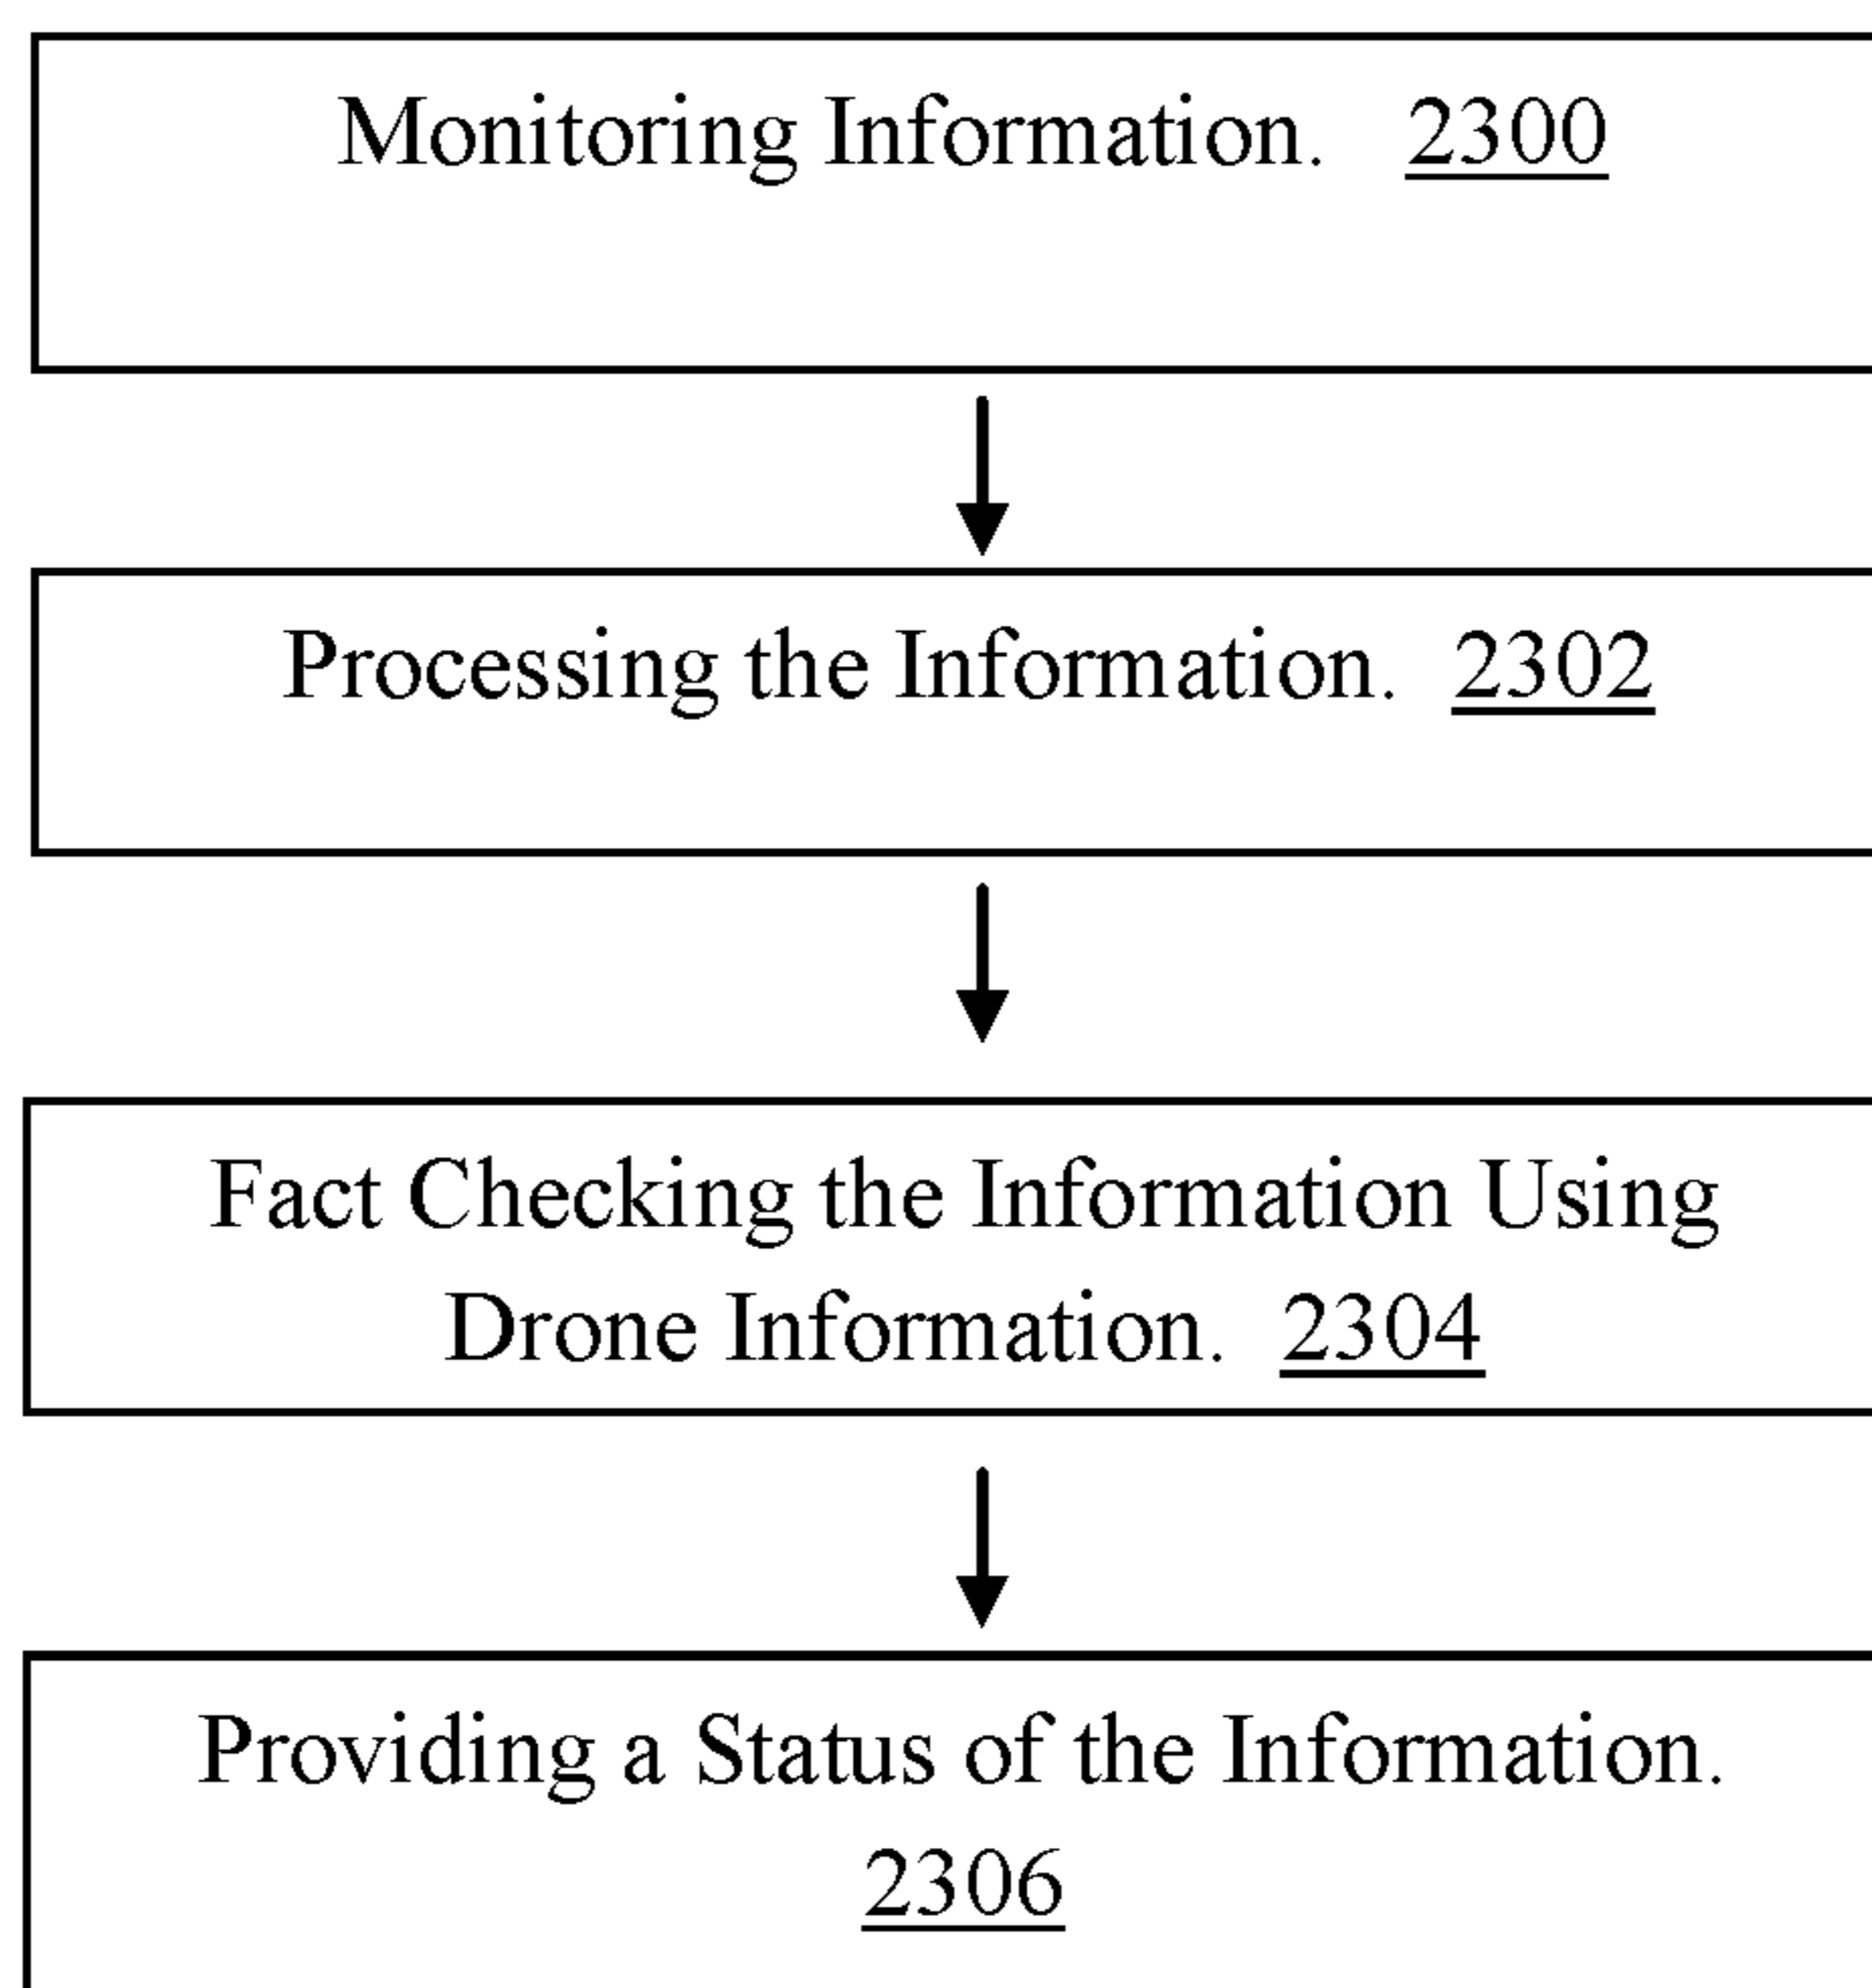 Monitoring Information. 2300
Processing the Information. 2302
Fact Checking the Information Using
Drone Information. 2304
Providing a Status of the Information.
2306